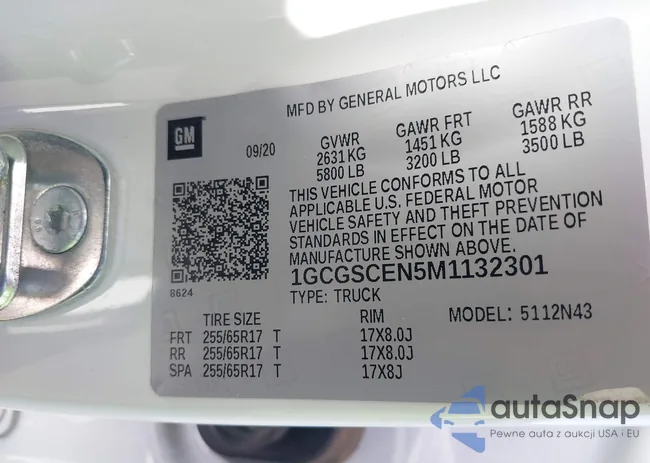 MFD BY GENERAL MOTORS LLC
GM
09/20
GVWR GAWR FRT GAWR RR
2631 KG 1451 KG 1588 KG
5800 LB 3200 LB 3500 LB
THIS VEHICLE CONFORMS TO ALL
APPLICABLE U.S. FEDERAL MOTOR
VEHICLE SAFETY AND THEFT PREVENTION
STANDARDS IN EFFECT ON THE DATE OF
MANUFACTURE SHOWN ABOVE.
1GCGSCEN5M1132301
8624
TYPE: TRUCK MODEL: 5112N43
TIRE SIZE RIM
FRT 255/65R17 T 17X8.0J
RR 255/65R17 T 17X8.0J
SPA 255/65R17 T 17X8J
autaSnap
Pewne auta z aukcji USA i EU